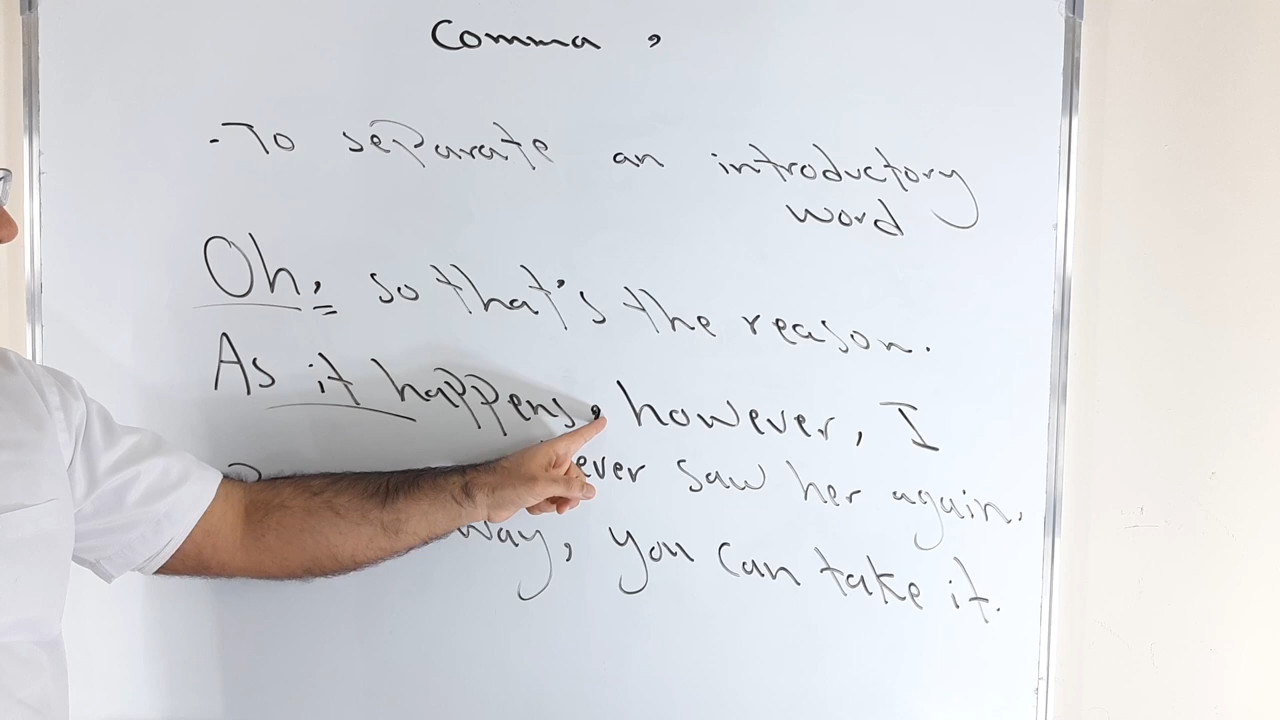 Comma ,
- To separate an introductory
word
Oh, so that's the reason.
As it happens, however, I
saw her again.
way, you can take it.